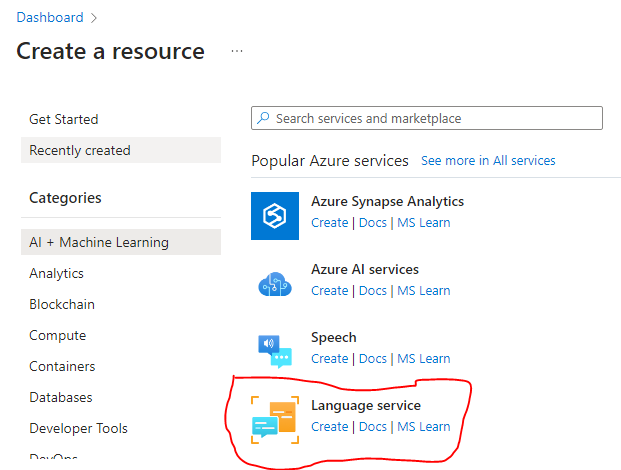 Dashboard >
Create a resource ...
Get Started
Recently created
Categories
AI + Machine Learning
Analytics
Blockchain
Compute
Containers
Databases
Developer Tools
DevOps
Search services and marketplace
Popular Azure services See more in All services
Azure Synapse Analytics
Create | Docs | MS Learn
Azure AI services
Create | Docs | MS Learn
Speech
Create | Docs | MS Learn
Language service
Create | Docs | MS Learn